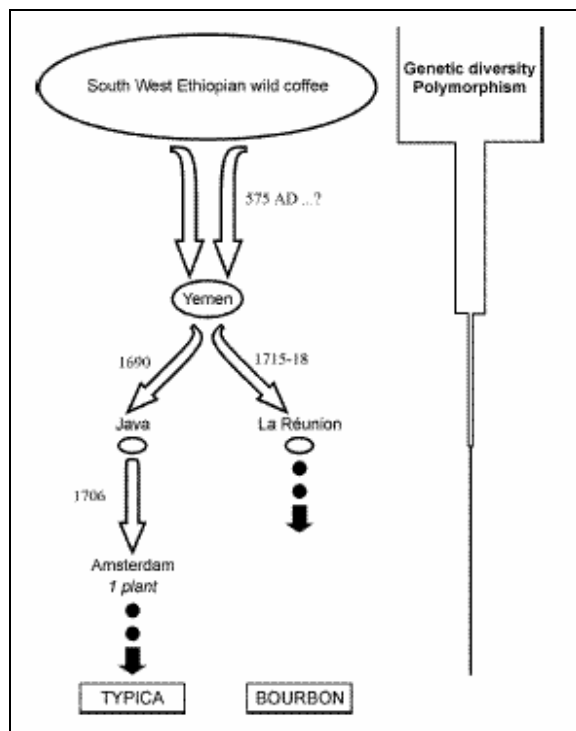 South West Ethiopian wild coffee
Genetic diversity
Polymorphism
575 AD ...?
Yemen
1690
1715-18
Java
La Réunion
1706
Amsterdam
1 plant
TYPICA
BOURBON